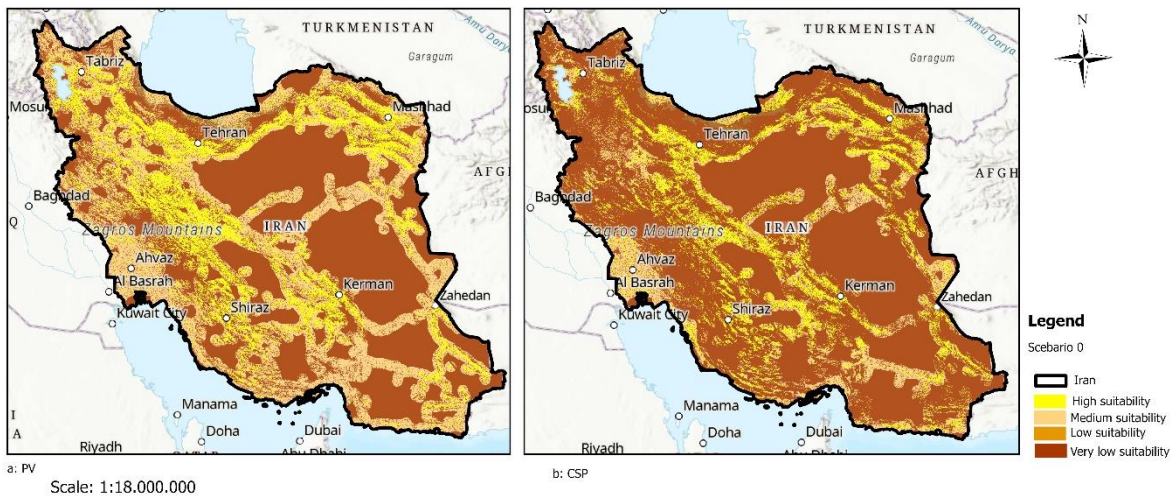 TURKMENISTAN
Amu Darya
Garagum
Tabriz
Mosul
Mashhad
Tehran
AFG
Baghdad
Q
IRAN
Zagros Mountains
Ahvaz
Al Basrah
Kerman
Zahedan
Shiraz
Kuwait City
Manama
I
A
Doha
Dubai
Riyadh
QATAR
Abu Dhabi
a: PV
Scale: 1:18.000.000
TURKMENISTAN
Amu Darya
Garagum
Tabriz
Mosu
Mashhad
Tehran
AFGH
Baghdad
IRAN
Zagros Mountains
Ahvaz
Al Basrah
Kerman
Zahedan
Shiraz
Kuwait City
Manama
Doha
Dubai
Riyadh
Abu Dhabi
b: CSP
N
Legend
Scebario 0
Iran
High suitability
Medium suitability
Low suitability
Very low suitability